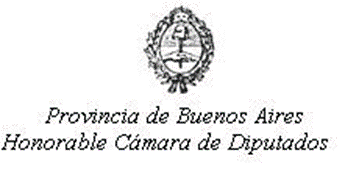 Provincia de Buenos Aires
Honorable Cámara de Diputados